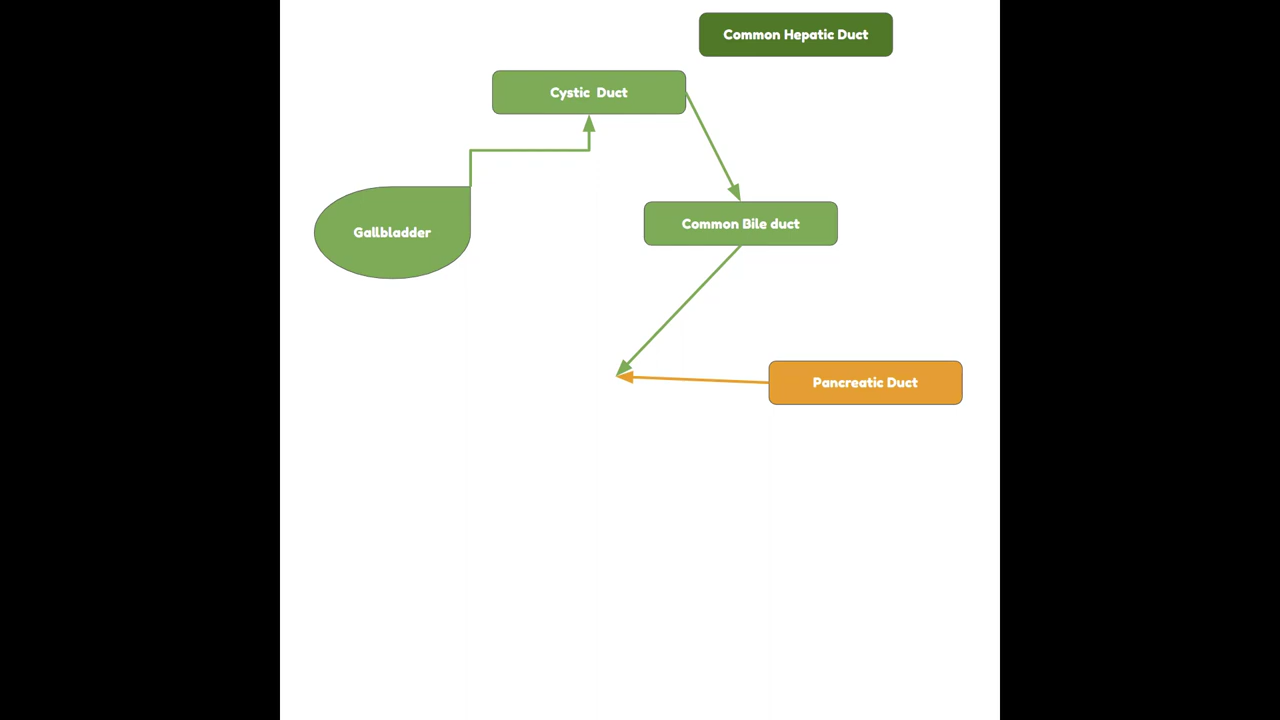 Common Hepatic Duct
Cystic Duct
Common Bile duct
Gallbladder
Pancreatic Duct